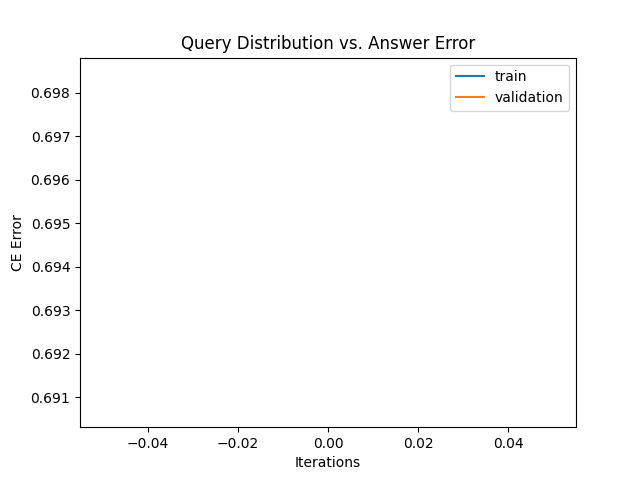 Query Distribution vs. Answer Error
train
validation
CE Error
0.698
0.697
0.696
0.695
0.694
0.693
0.692
0.691
−0.04
−0.02
0.00
0.02
0.04
Iterations